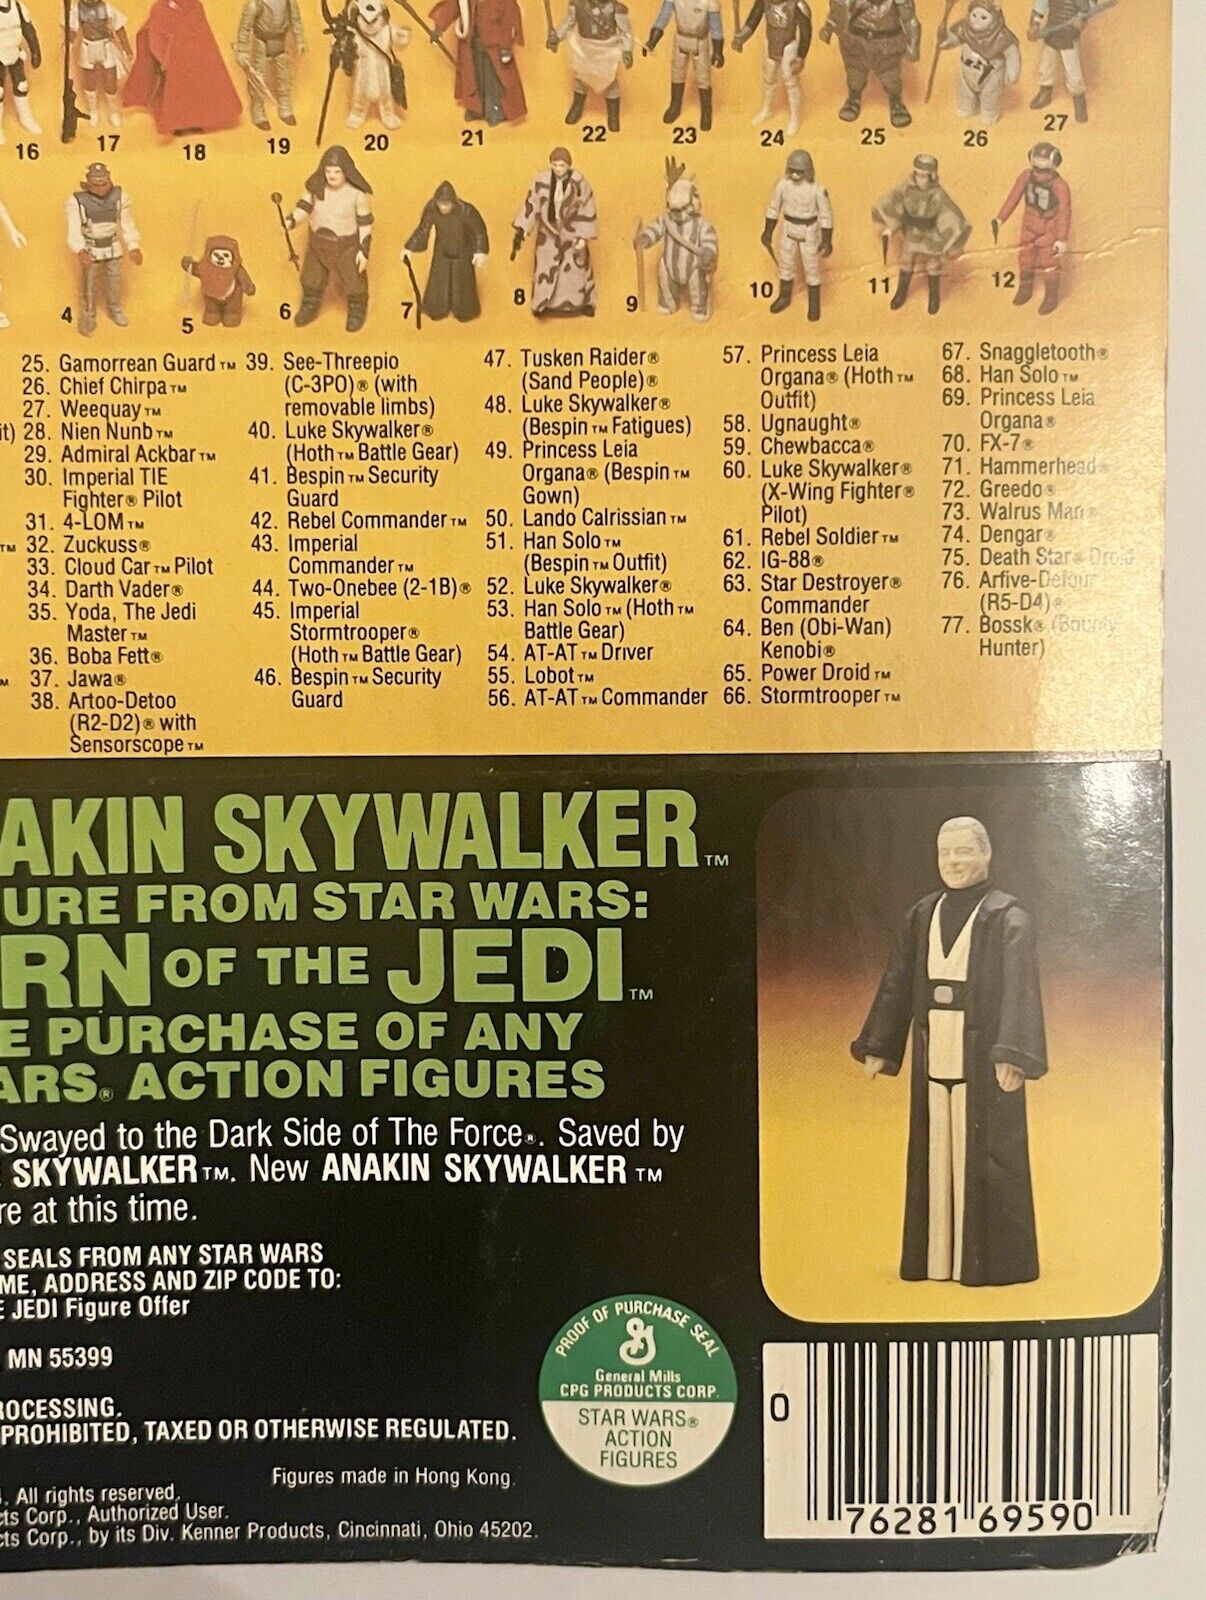 16 17 18 19 20 21 22 23 24 25 26 27
4 5 6 7 8 9 10 11 12
25. Gamorrean Guard™
26. Chief Chirpa™
27. Weequay™
it) 28. Nien Nunb™
29. Admiral Ackbar™
30. Imperial TIE
Fighter® Pilot
31. 4-LOM™
™ 32. Zuckuss®
33. Cloud Car™ Pilot
34. Darth Vader®
35. Yoda, The Jedi
Master™
36. Boba Fett®
™ 37. Jawa®
38. Artoo-Detoo
(R2-D2)® with
Sensorscope™
39. See-Threepio
(C-3PO)® (with
removable limbs)
40. Luke Skywalker®
(Hoth™ Battle Gear)
41. Bespin™ Security
Guard
42. Rebel Commander™
43. Imperial
Commander™
44. Two-Onebee (2-1B)®
45. Imperial
Stormtrooper®
(Hoth™ Battle Gear)
46. Bespin™ Security
Guard
47. Tusken Raider®
(Sand People)®
48. Luke Skywalker®
(Bespin™ Fatigues)
49. Princess Leia
Organa® (Bespin™
Gown)
50. Lando Calrissian™
51. Han Solo™
(Bespin™ Outfit)
52. Luke Skywalker®
53. Han Solo™ (Hoth™
Battle Gear)
54. AT-AT™ Driver
55. Lobot™
56. AT-AT™ Commander
57. Princess Leia
Organa® (Hoth™
Outfit)
58. Ugnaught®
59. Chewbacca®
60. Luke Skywalker®
(X-Wing Fighter®
Pilot)
61. Rebel Soldier™
62. IG-88®
63. Star Destroyer®
Commander
64. Ben (Obi-Wan)
Kenobi®
65. Power Droid™
66. Stormtrooper™
67. Snaggletooth®
68. Han Solo™
69. Princess Leia
Organa®
70. FX-7®
71. Hammerhead®
72. Greedo®
73. Walrus Man®
74. Dengar®
75. Death Star® Droid
76. Arfive-Defour
(R5-D4)®
77. Bossk® (Bounty
Hunter)
AKIN SKYWALKER™
URE FROM STAR WARS:
RN OF THE JEDI™
E PURCHASE OF ANY
ARS® ACTION FIGURES
Swayed to the Dark Side of The Force®. Saved by
SKYWALKER™. New ANAKIN SKYWALKER™
re at this time.
SEALS FROM ANY STAR WARS
ME, ADDRESS AND ZIP CODE TO:
E JEDI Figure Offer
MN 55399
OCESSING.
PROHIBITED, TAXED OR OTHERWISE REGULATED.
Figures made in Hong Kong.
. All rights reserved.
cts Corp., Authorized User.
cts Corp., by its Div. Kenner Products, Cincinnati, Ohio 45202.
PROOF OF PURCHASE SEAL
G
General Mills
CPG PRODUCTS CORP.
STAR WARS®
ACTION
FIGURES
0 76281 69590